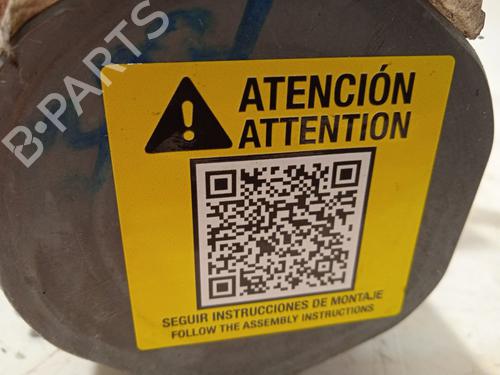 B-PARTS
ATENCIÓN
ATTENTION
SEGUIR INSTRUCCIONES DE MONTAJE
FOLLOW THE ASSEMBLY INSTRUCTIONS